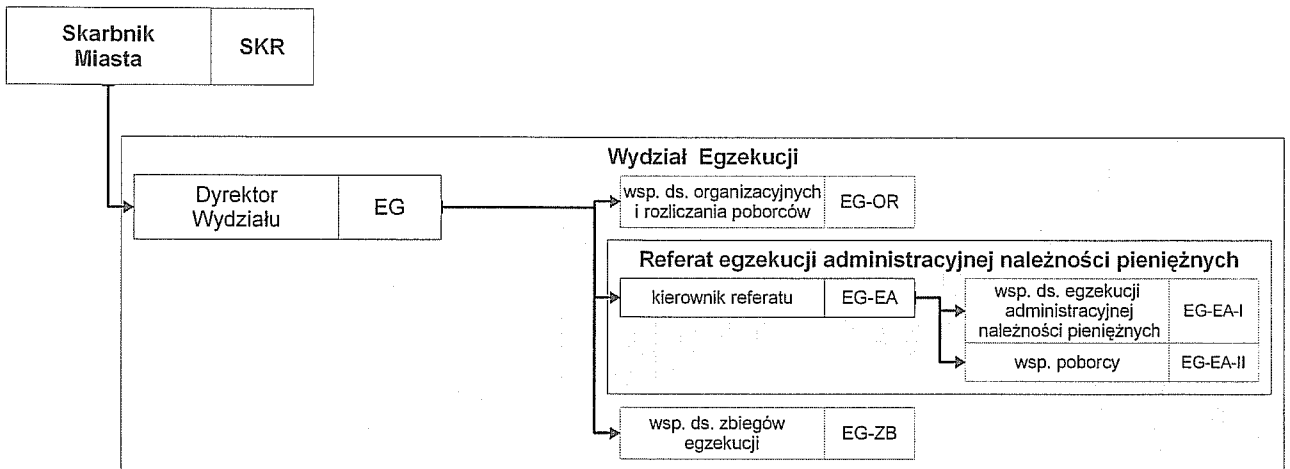 Skarbnik
Miasta
SKR
Wydział Egzekucji
Dyrektor
Wydziału
EG
wsp. ds. organizacyjnych
i rozliczania poborców
EG-OR
Referat egzekucji administracyjnej należności pieniężnych
kierownik referatu
EG-EA
wsp. ds. egzekucji
administracyjnej
należności pieniężnych
EG-EA-I
wsp. poborcy
EG-EA-II
wsp. ds. zbiegów
egzekucji
EG-ZB